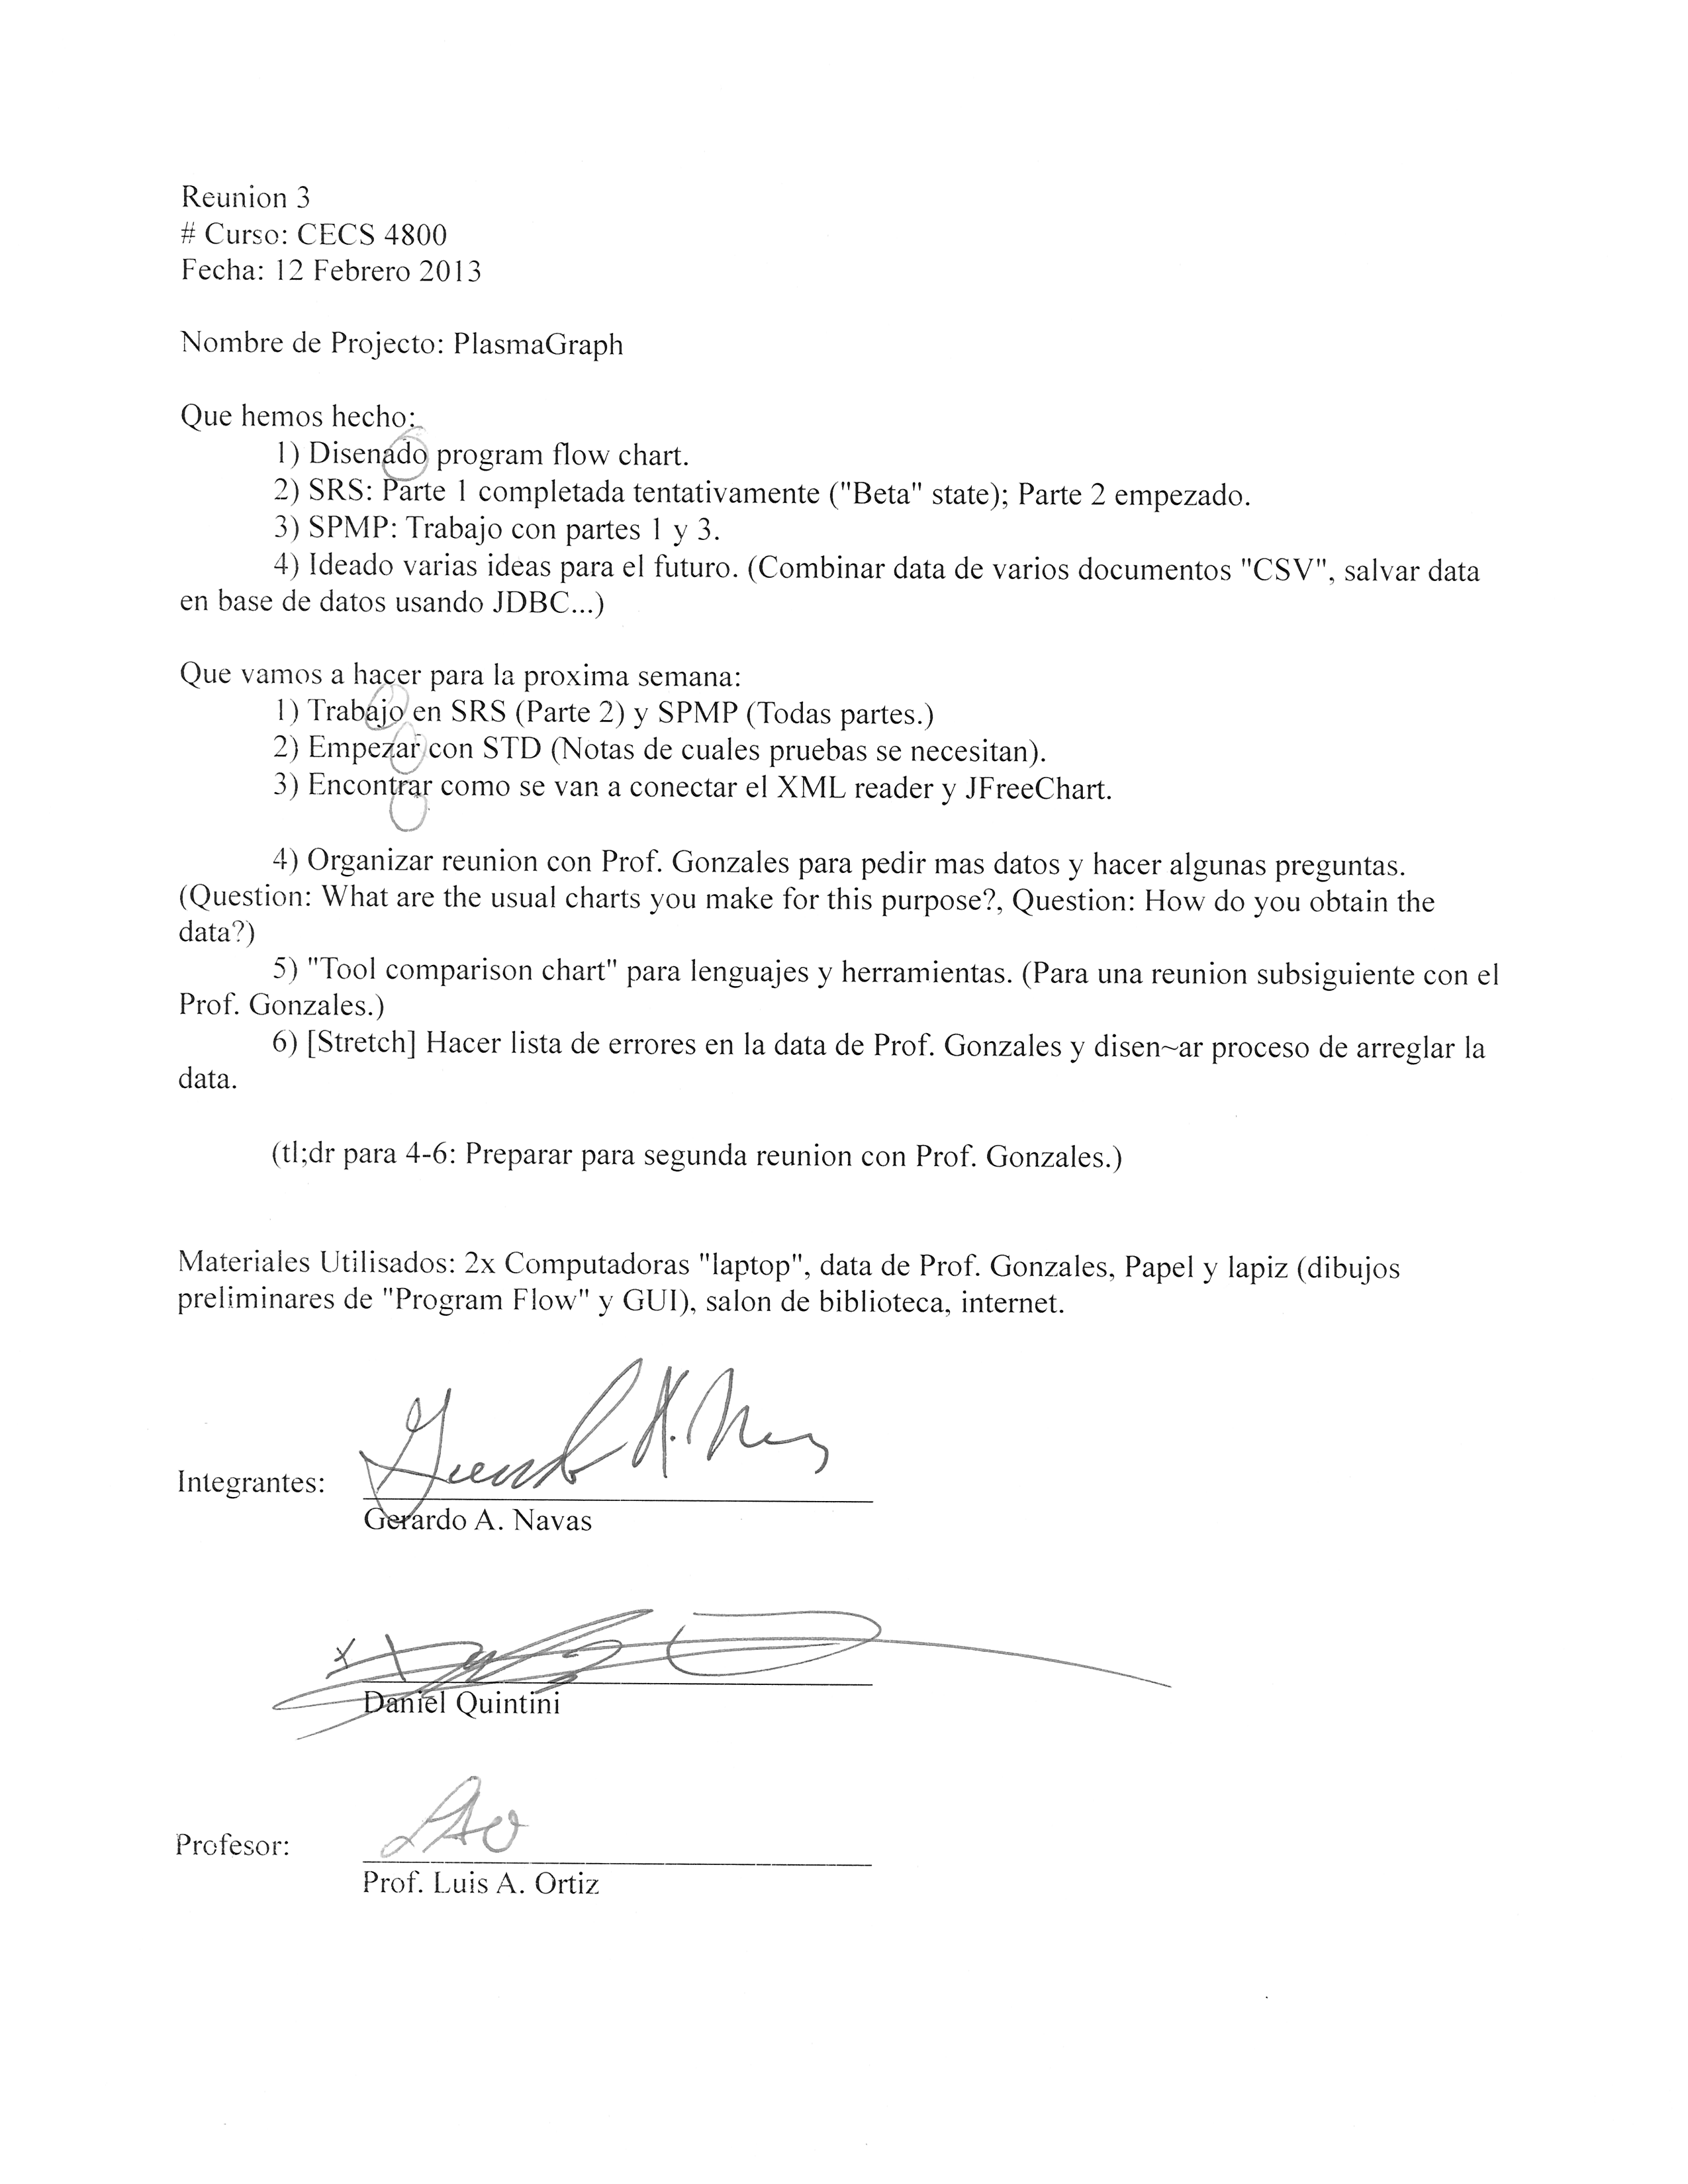 Reunion 3
# Curso: CECS 4800
Fecha: 12 Febrero 2013
Nombre de Projecto: PlasmaGraph
Que hemos hecho:
1) Disenado program flow chart.
2) SRS: Parte 1 completada tentativamente ("Beta" state); Parte 2 empezado.
3) SPMP: Trabajo con partes 1 y 3.
4) Ideado varias ideas para el futuro. (Combinar data de varios documentos "CSV", salvar data
en base de datos usando JDBC...)
Que vamos a hacer para la proxima semana:
1) Trabajo en SRS (Parte 2) y SPMP (Todas partes.)
2) Empezar con STD (Notas de cuales pruebas se necesitan).
3) Encontrar como se van a conectar el XML reader y JFreeChart.
4) Organizar reunion con Prof. Gonzales para pedir mas datos y hacer algunas preguntas.
(Question: What are the usual charts you make for this purpose?, Question: How do you obtain the
data?)
5) "Tool comparison chart" para lenguajes y herramientas. (Para una reunion subsiguiente con el
Prof. Gonzales.)
6) [Stretch] Hacer lista de errores en la data de Prof. Gonzales y disen~ar proceso de arreglar la
data.
(tl;dr para 4-6: Preparar para segunda reunion con Prof. Gonzales.)
Materiales Utilisados: 2x Computadoras "laptop", data de Prof. Gonzales, Papel y lapiz (dibujos
preliminares de "Program Flow" y GUI), salon de biblioteca, internet.
Integrantes:
Gerardo A. Navas
Daniel Quintini
Profesor:
Prof. Luis A. Ortiz